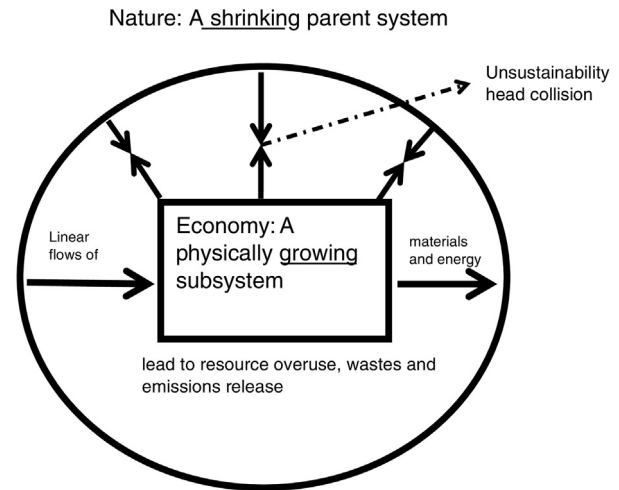 Nature: A shrinking parent system
Unsustainability
head collision
Economy: A
physically growing
subsystem
Linear
flows of
materials
and energy
lead to resource overuse, wastes and
emissions release